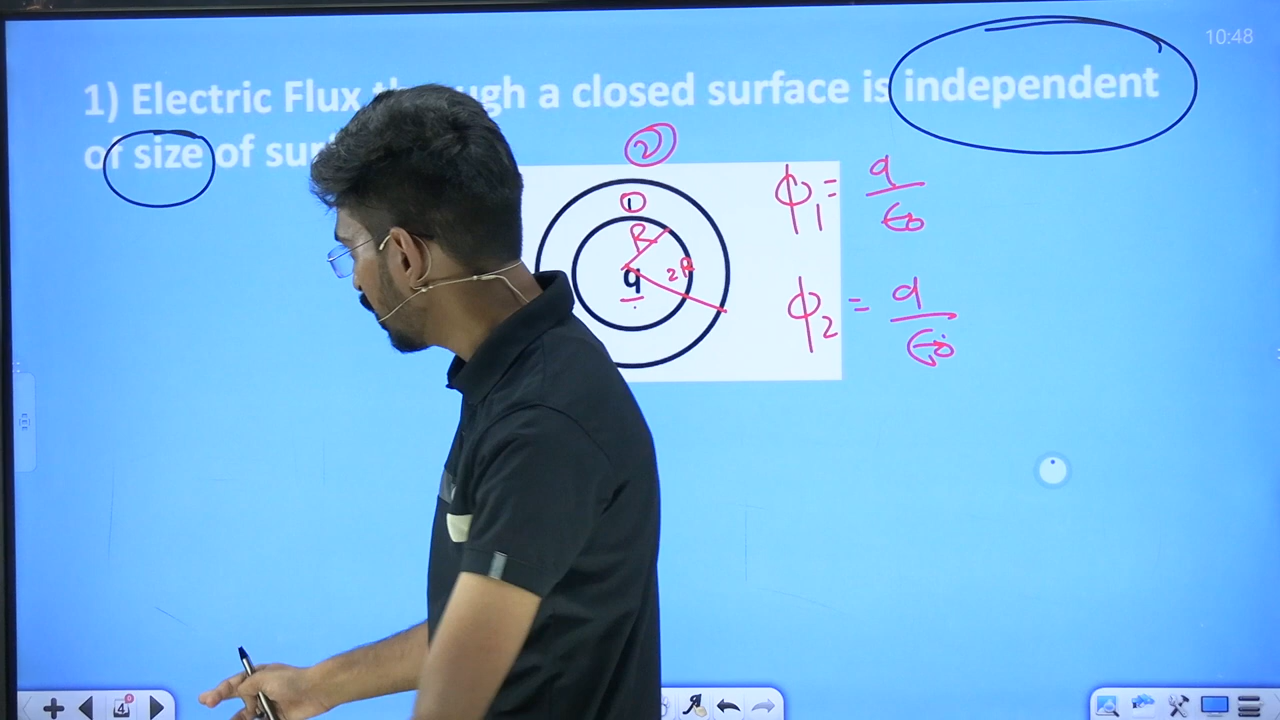 10:48
1) Electric Flux through a closed surface is independent
of size of sur
2
1
R
2R
q
ϕ₁ = q/ϵ₀
ϕ₂ = q/ϵ₀
4